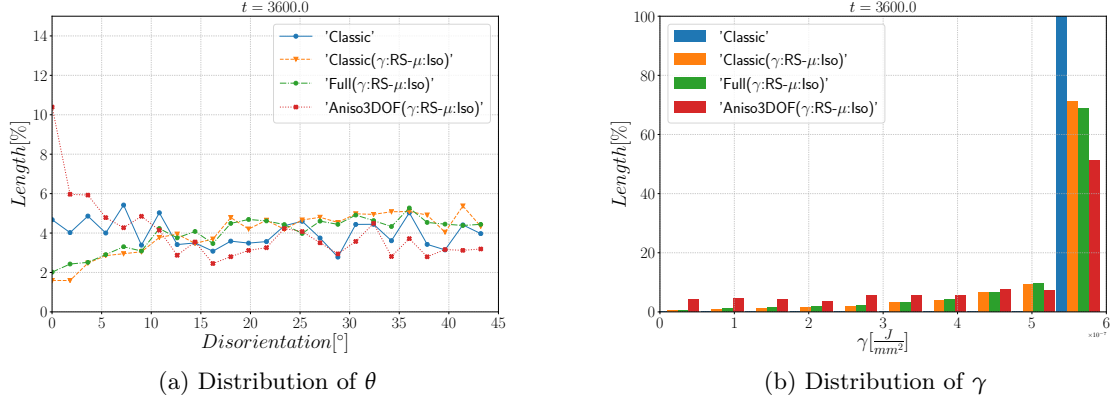 t = 3600.0
Length[%]
14
12
10
8
6
4
2
0
'Classic'
'Classic(γ:RS-μ:Iso)'
'Full(γ:RS-μ:Iso)'
'Aniso3DOF(γ:RS-μ:Iso)'
0 5 10 15 20 25 30 35 40 45
Disorientation[°]
(a) Distribution of θ
t = 3600.0
Length[%]
100
80
60
40
20
0
'Classic'
'Classic(γ:RS-μ:Iso)'
'Full(γ:RS-μ:Iso)'
'Aniso3DOF(γ:RS-μ:Iso)'
0 1 2 3 4 5 6
×10⁻⁷
γ[J/mm²]
(b) Distribution of γ